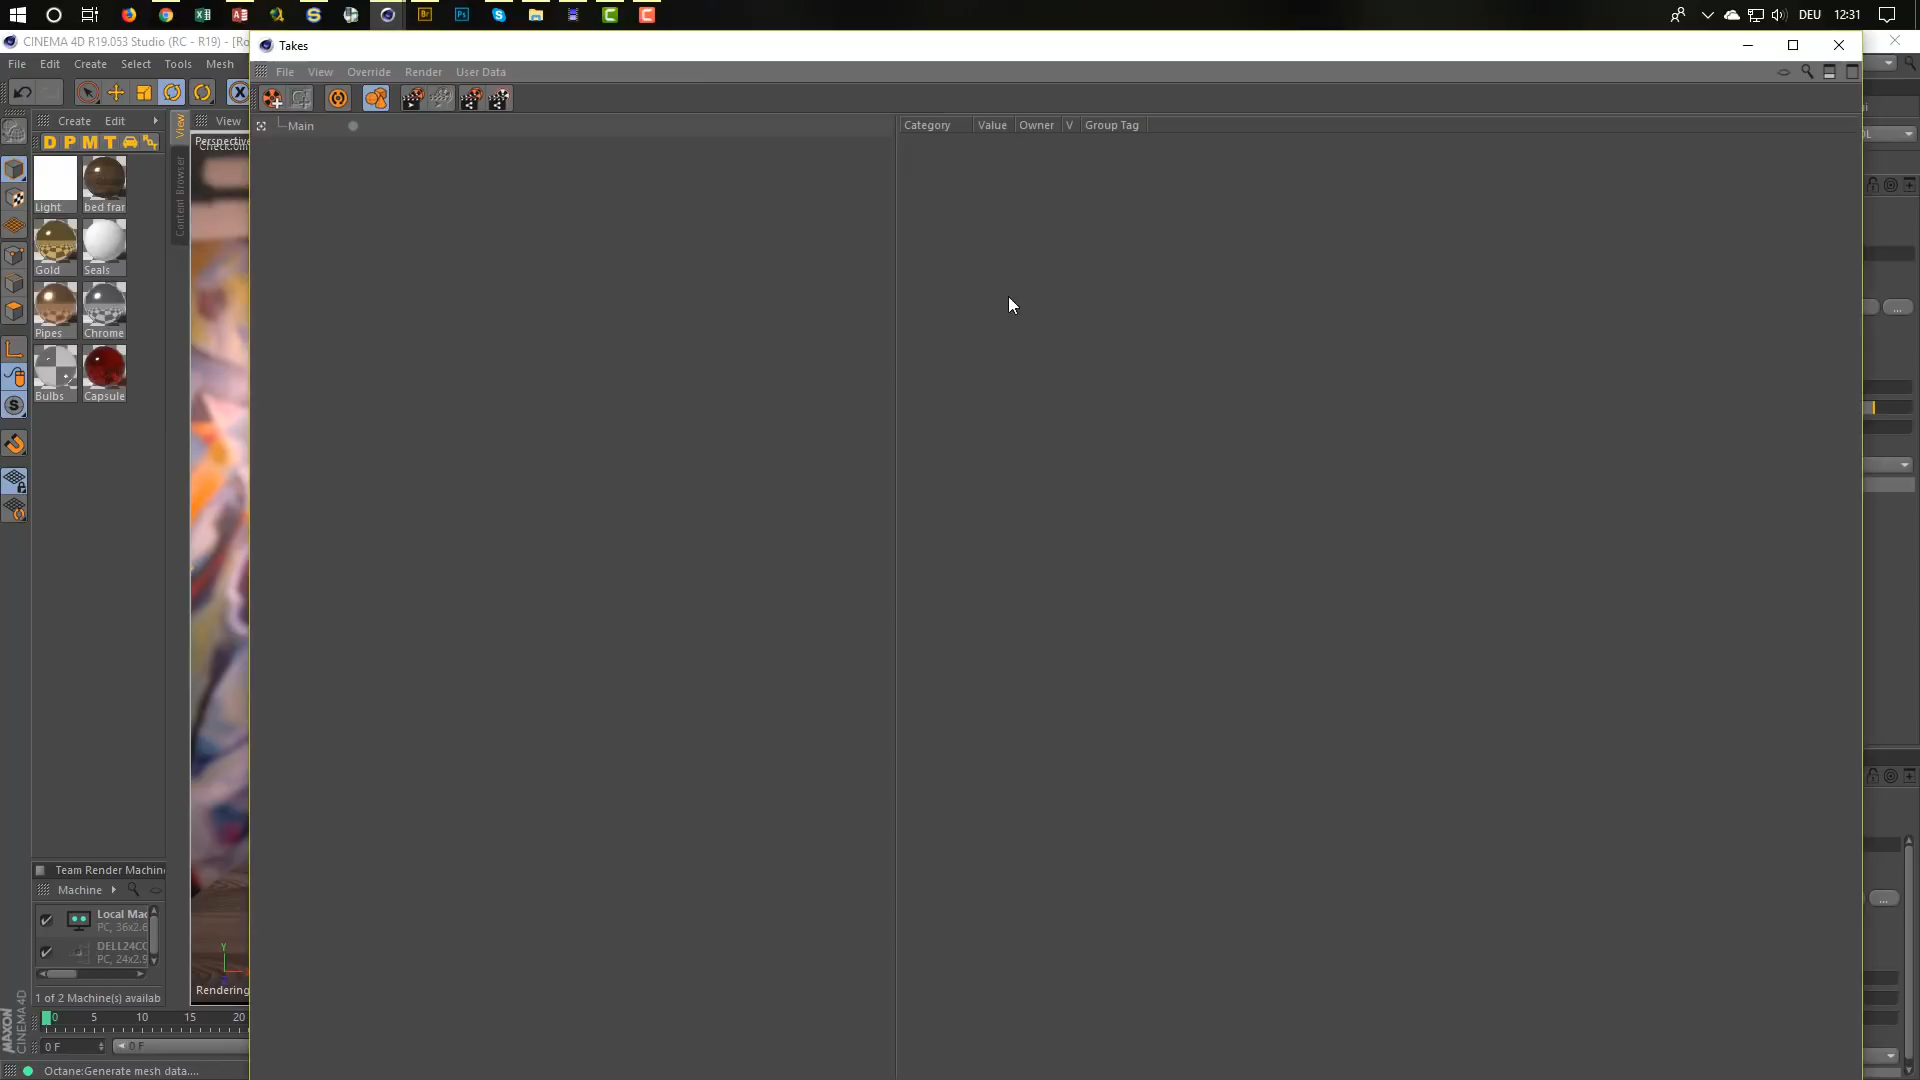 DEU 12:31
CINEMA 4D R19.053 Studio (RC - R19) - [Ro
Takes
File Edit Create Select Tools Mesh
File View Override Render User Data
Create Edit
View
Main
Category Value Owner V Group Tag
D P M T
Perspective
View
Content Browser
Light bed fran
Gold Seals
Pipes Chrome
Bulbs Capsule
Team Render Machin
Machine
Local Mac
PC, 36x2.6
DELL24CC
PC, 24x2.9
1 of 2 Machine(s) availab
Rendering
Y
0 5 10 15 20
0 F 0 F
MAXON
CINEMA 4D
Octane:Generate mesh data....